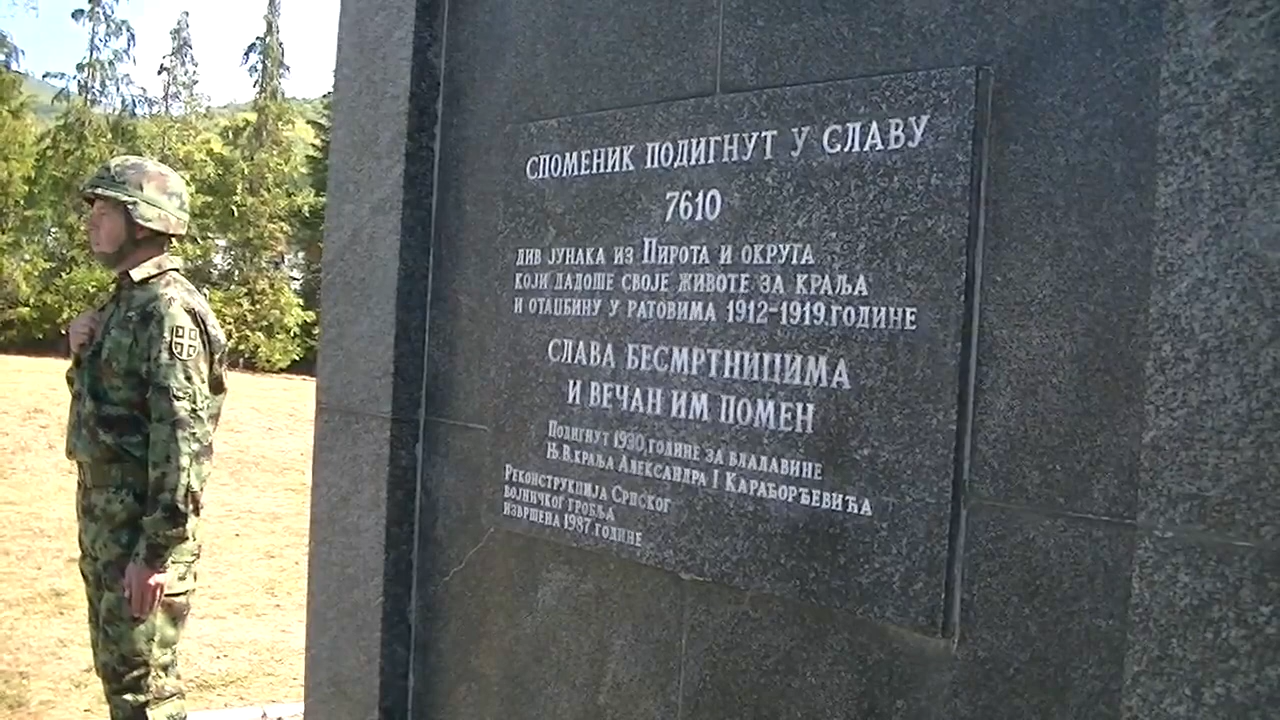 СПОМЕНИК ПОДИГНУТ У СЛАВУ
7610
ДИВ ЈУНАКА ИЗ ПИРОТА И ОКРУГА
КОЈИ ДАДОШЕ СВОЈЕ ЖИВОТЕ ЗА КРАЉА
И ОТАЏБИНУ У РАТОВИМА 1912-1919.ГОДИНЕ
СЛАВА БЕСМРТНИЦИМА
И ВЕЧАН ИМ ПОМЕН
ПОДИГНУТ 1930.ГОДИНЕ ЗА ВЛАДАВИНЕ
Њ.В.КРАЉА АЛЕКСАНДРА I КАРАЂОРЂЕВИЋА
РЕКОНСТРУКЦИЈА СРПСКОГ
ВОЈНИЧКОГ ГРОБЉА
ИЗВРШЕНА 1987.ГОДИНЕ